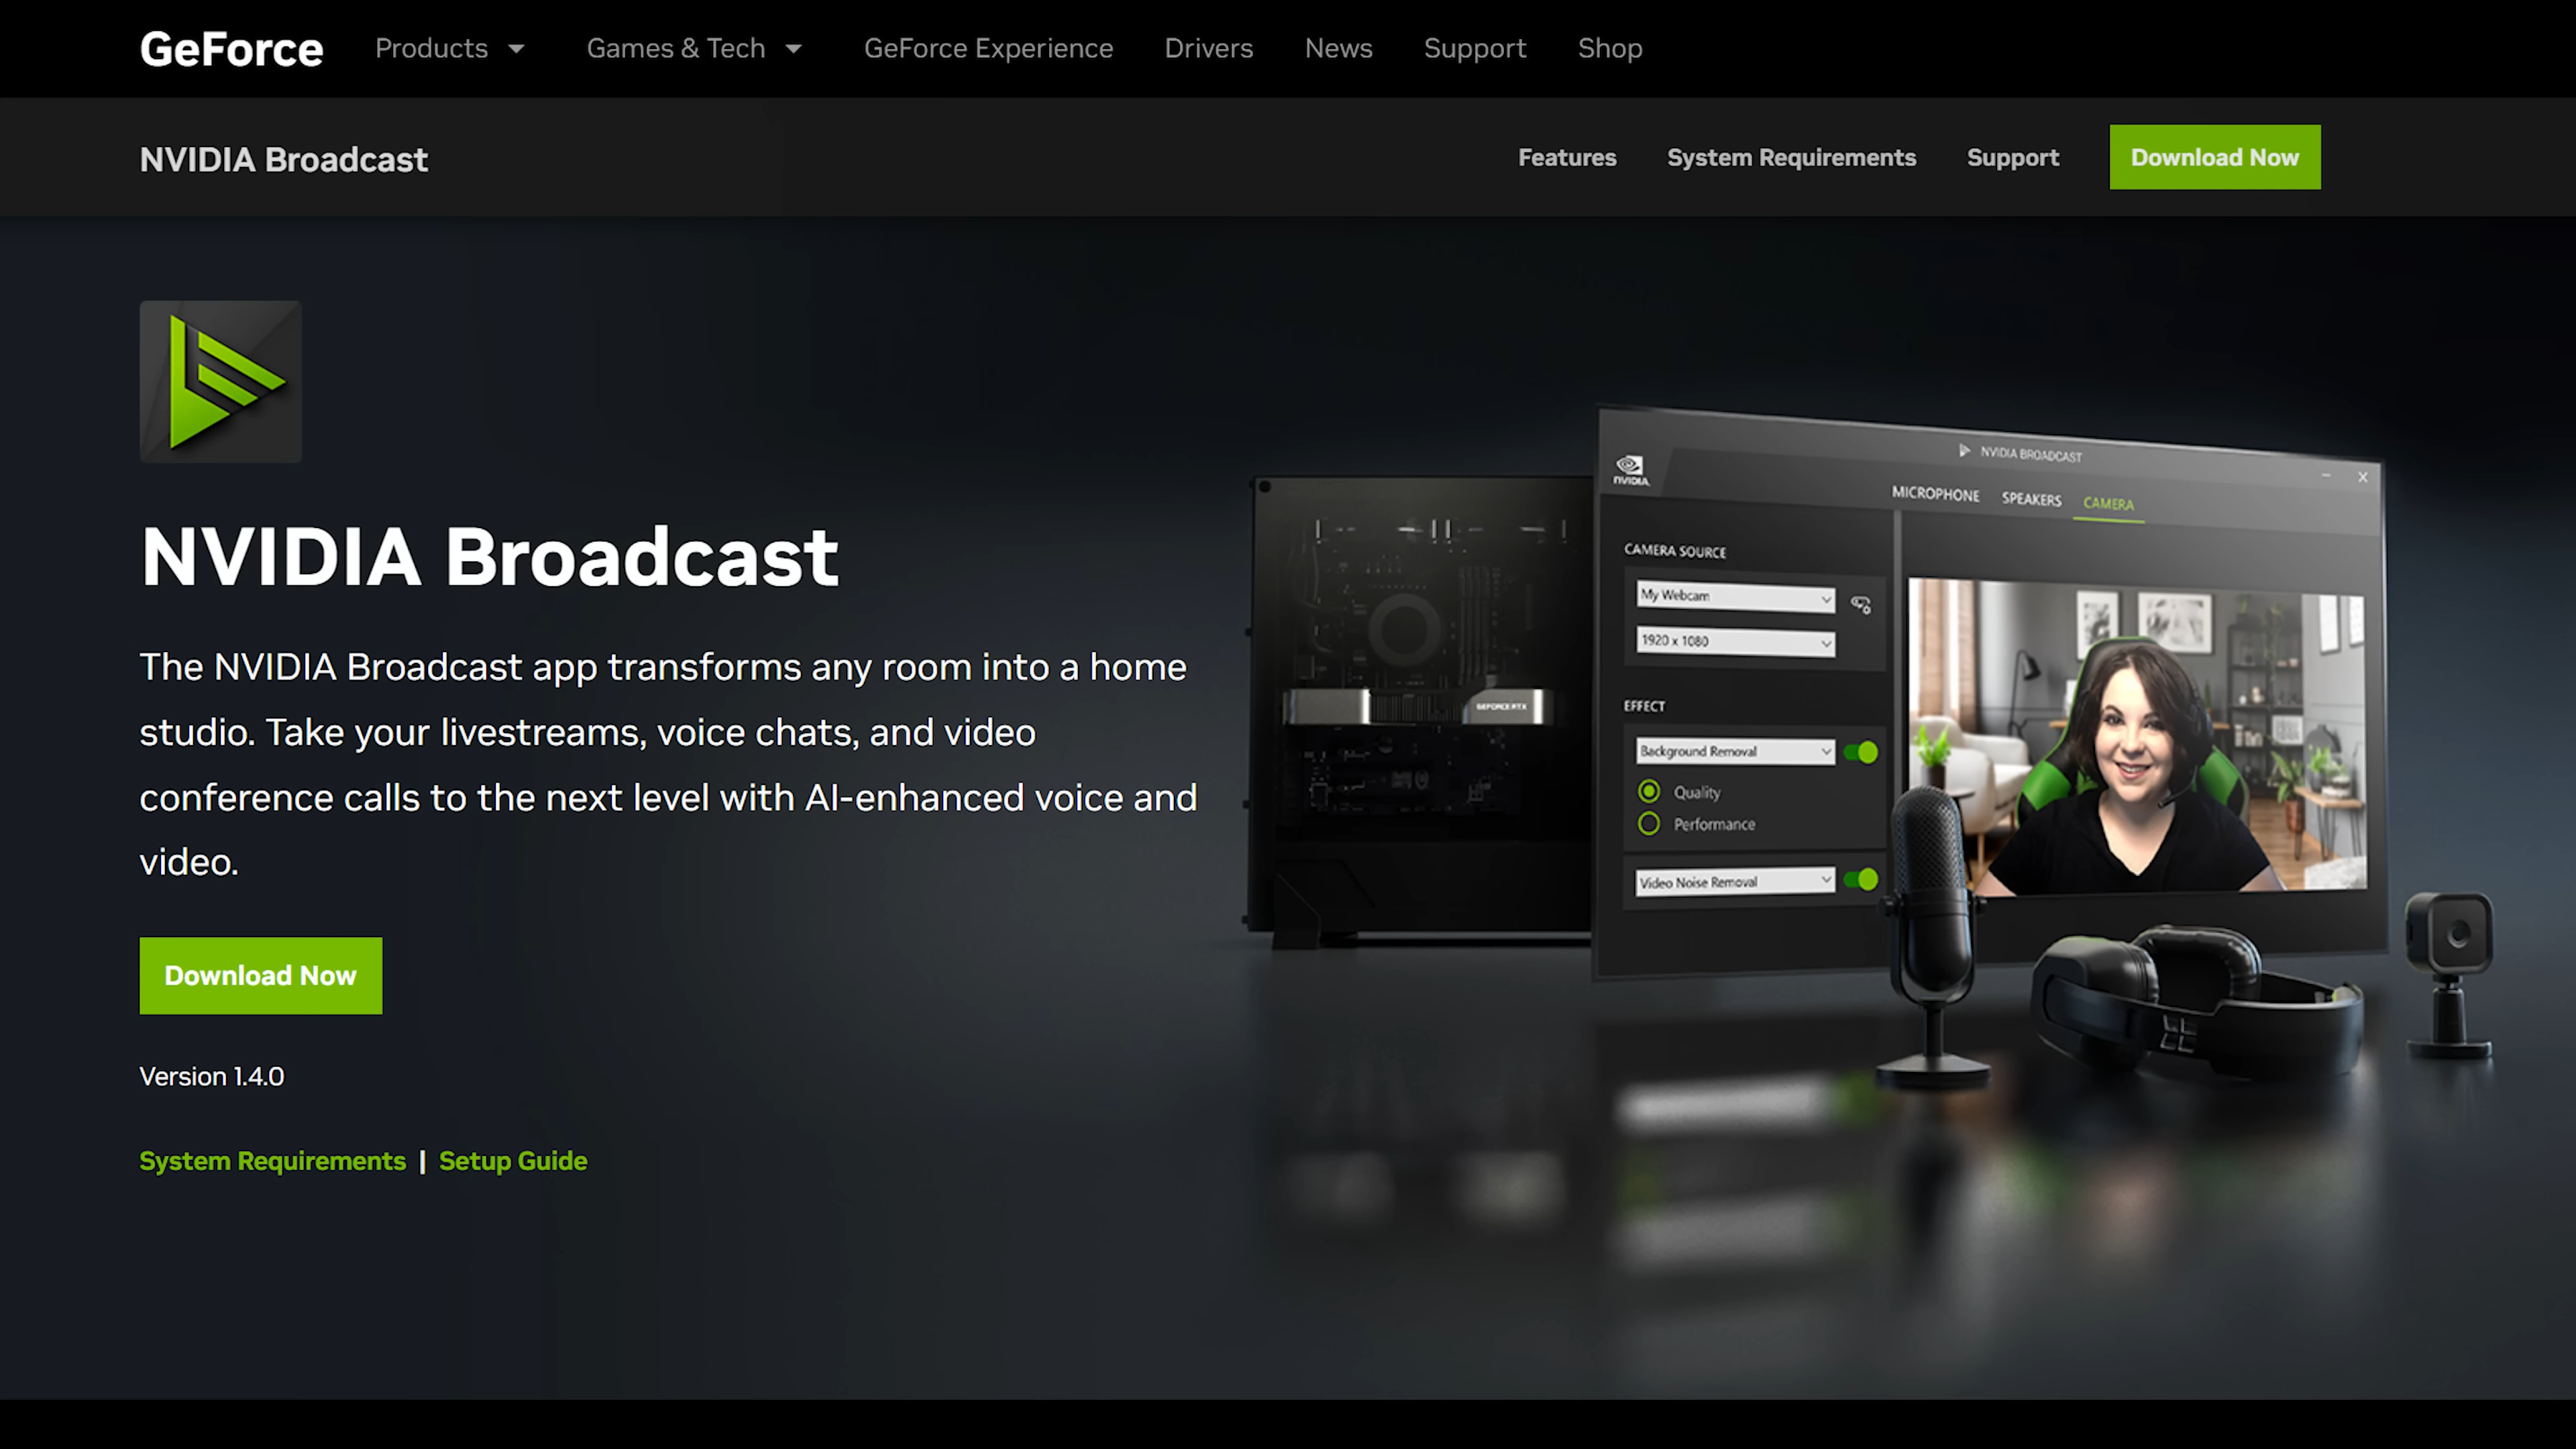 GeForce Products Games & Tech GeForce Experience Drivers News Support Shop
NVIDIA Broadcast Features System Requirements Support Download Now
NVIDIA Broadcast
The NVIDIA Broadcast app transforms any room into a home
studio. Take your livestreams, voice chats, and video
conference calls to the next level with AI-enhanced voice and
video.
Download Now
Version 1.4.0
System Requirements | Setup Guide
GEFORCE RTX
NVIDIA BROADCAST
NVIDIA.
MICROPHONE SPEAKERS CAMERA
CAMERA SOURCE
My Webcam
1920 x 1080
EFFECT
Background Removal
Quality
Performance
Video Noise Removal